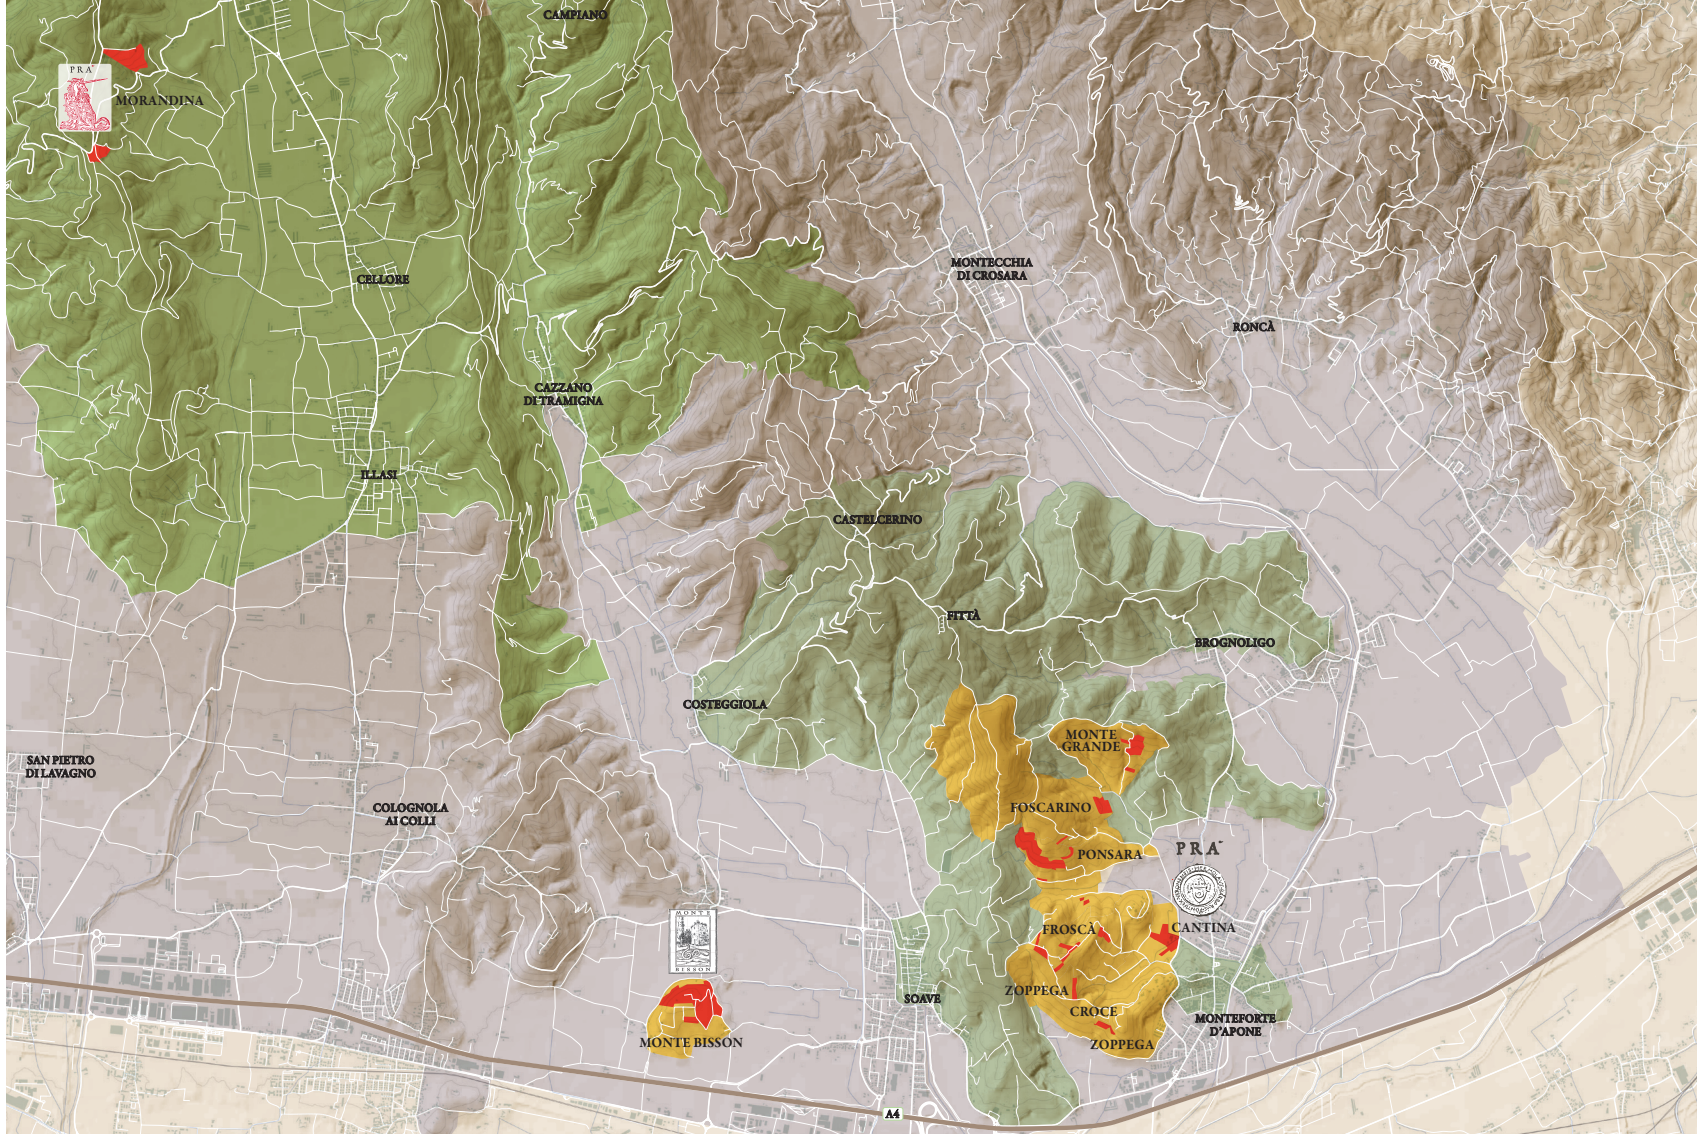 CAMPIANO
PRA˜
MORANDINA
CELLORE
MONTECCHIA
DI CROSARA
RONCÀ
CAZZANO
DI TRAMIGNA
ILLASI
CASTELCERINO
FITTÀ
BROGNOLIGO
COSTEGGIOLA
MONTE
GRANDE
SAN PIETRO
DI LAVAGNO
COLOGNOLA
AI COLLI
FOSCARINO
PONSARA
PRA˜
CANTINA
MONTE
BISSON
FROSCÀ
ZOPPEGA
SOAVE
CROCE
MONTEFORTE
D'APONE
MONTE BISSON
ZOPPEGA
A4